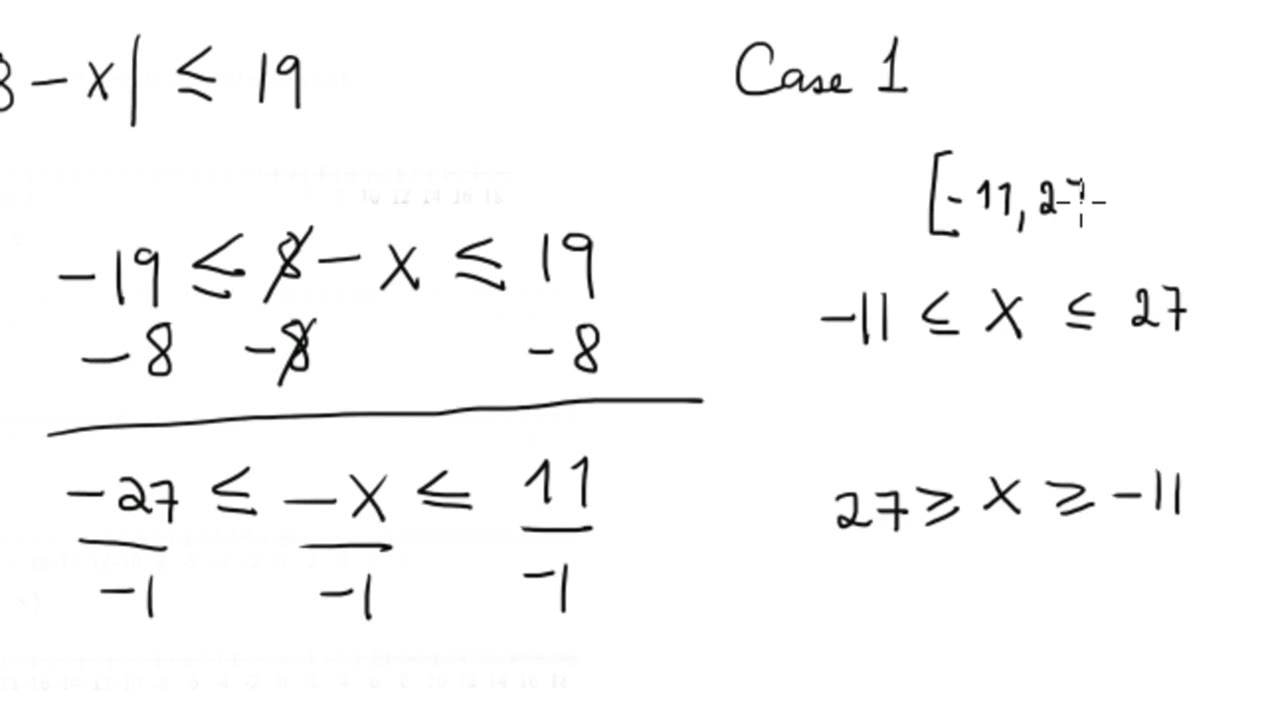 8 - x| ≤ 19
Case 1
[-11, 27
-19 ≤ 8 - x ≤ 19
-8 -8 -8
-11 ≤ x ≤ 27
-27 ≤ -x ≤ 11
-1 -1 -1
27 ≥ x ≥ -11